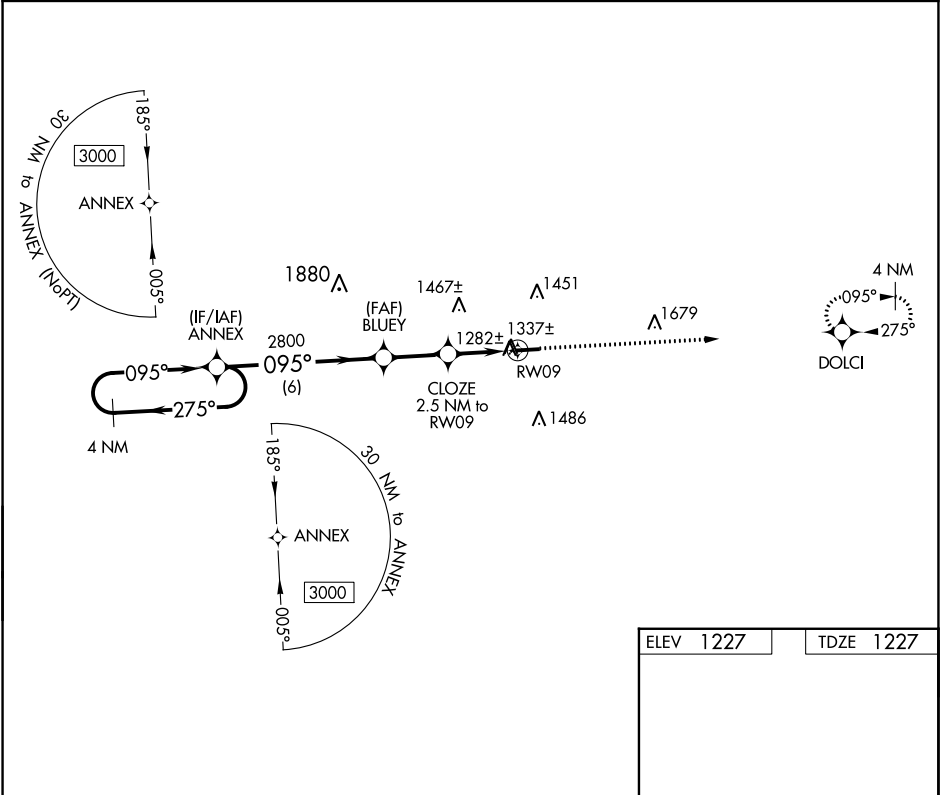 185°
30 NM to ANNEX (NoPT)
3000
ANNEX
005°
1880
1467±
1451
4 NM
(IF/IAF)
ANNEX
(FAF)
BLUEY
1282±
1337±
1679
095°
275°
DOLCI
2800
095°
095°
(6)
RW09
CLOZE
2.5 NM to
RW09
275°
4 NM
1486
185°
30 NM to ANNEX
ANNEX
3000
005°
ELEV 1227
TDZE 1227